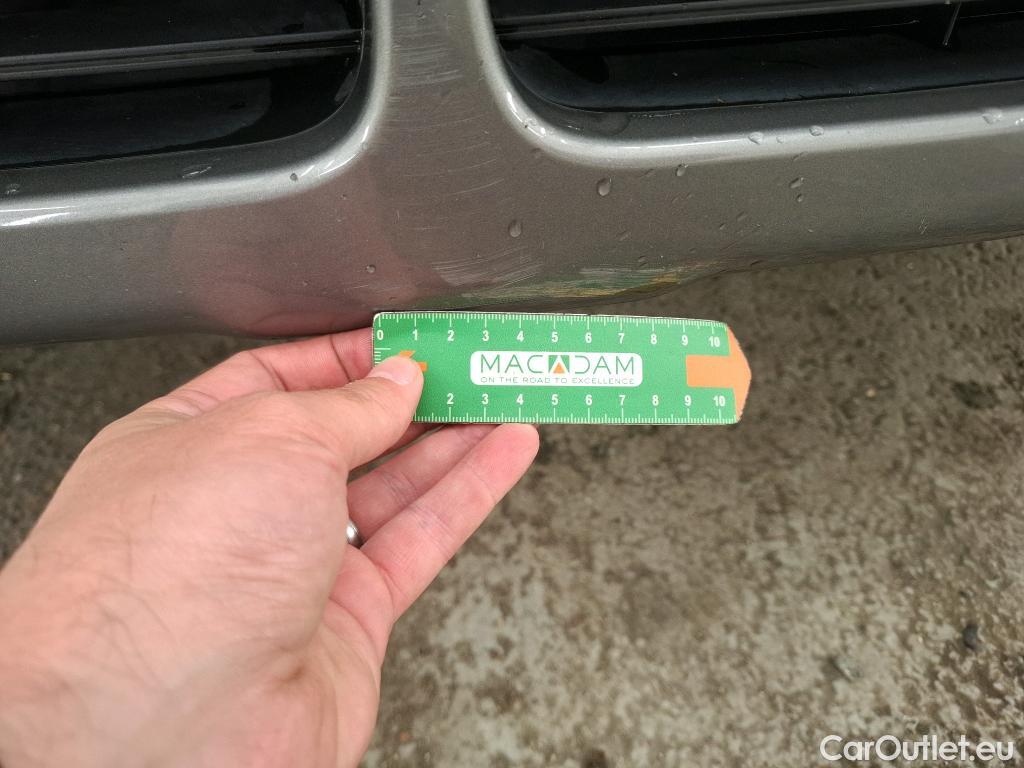 0 1 2 3 4 5 6 7 8 9 10
MACADAM
ON THE ROAD TO EXCELLENCE
2 3 4 5 6 7 8 9 10
CarOutlet.eu